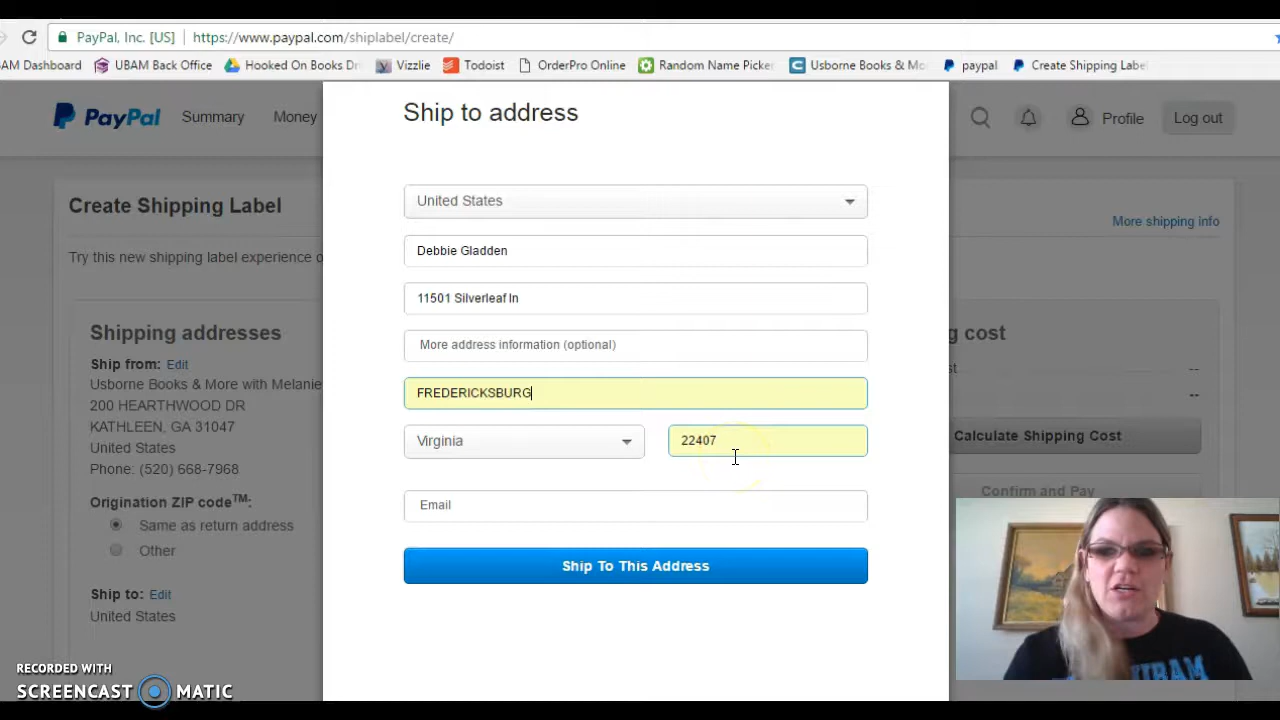 PayPal, Inc. [US] https://www.paypal.com/shiplabel/create/
AM Dashboard UBAM Back Office Hooked On Books Dri Vizzlie Todoist OrderPro Online Random Name Picker Usborne Books & Mo paypal Create Shipping Labe
PayPal Summary Money Profile Log out
Ship to address
Create Shipping Label
More shipping info
Try this new shipping label experience o
United States
Debbie Gladden
11501 Silverleaf ln
More address information (optional)
FREDERICKSBURG
Virginia 22407
Email
Ship To This Address
Shipping addresses
Ship from: Edit
Usborne Books & More with Melanie
200 HEARTHWOOD DR
KATHLEEN, GA 31047
United States
Phone: (520) 668-7968
Origination ZIP code™:
Same as return address
Other
Ship to: Edit
United States
g cost
st --
--
Calculate Shipping Cost
Confirm and Pay
UBAM
RECORDED WITH
SCREENCAST MATIC